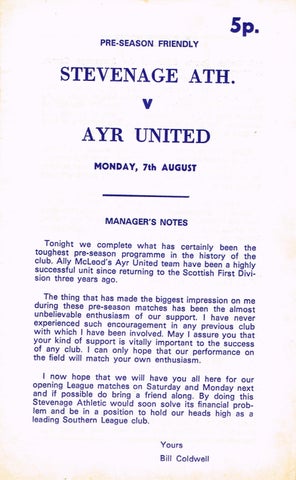 5p.
PRE-SEASON FRIENDLY
STEVENAGE ATH.
v
AYR UNITED
MONDAY, 7th AUGUST
MANAGER'S NOTES
Tonight we complete what has certainly been the
toughest pre-season programme in the history of the
club. Ally McLeod's Ayr United team have been a highly
successful unit since returning to the Scottish First Divi-
sion three years ago.
The thing that has made the biggest impression on me
during these pre-season matches has been the almost
unbelievable enthusiasm of our support. I have never
experienced such encouragement in any previous club
with which I have been involved. May I assure you that
your kind of support is vitally important to the success
of any club. I can only hope that our performance on
the field will match your own enthusiasm.
I now hope that we will have you all here for our
opening League matches on Saturday and Monday next
and if possible do bring a friend along. By doing this
Stevenage Athletic would soon solve its financial prob-
lem and be in a position to hold our heads high as a
leading Southern League club.
Yours
Bill Coldwell